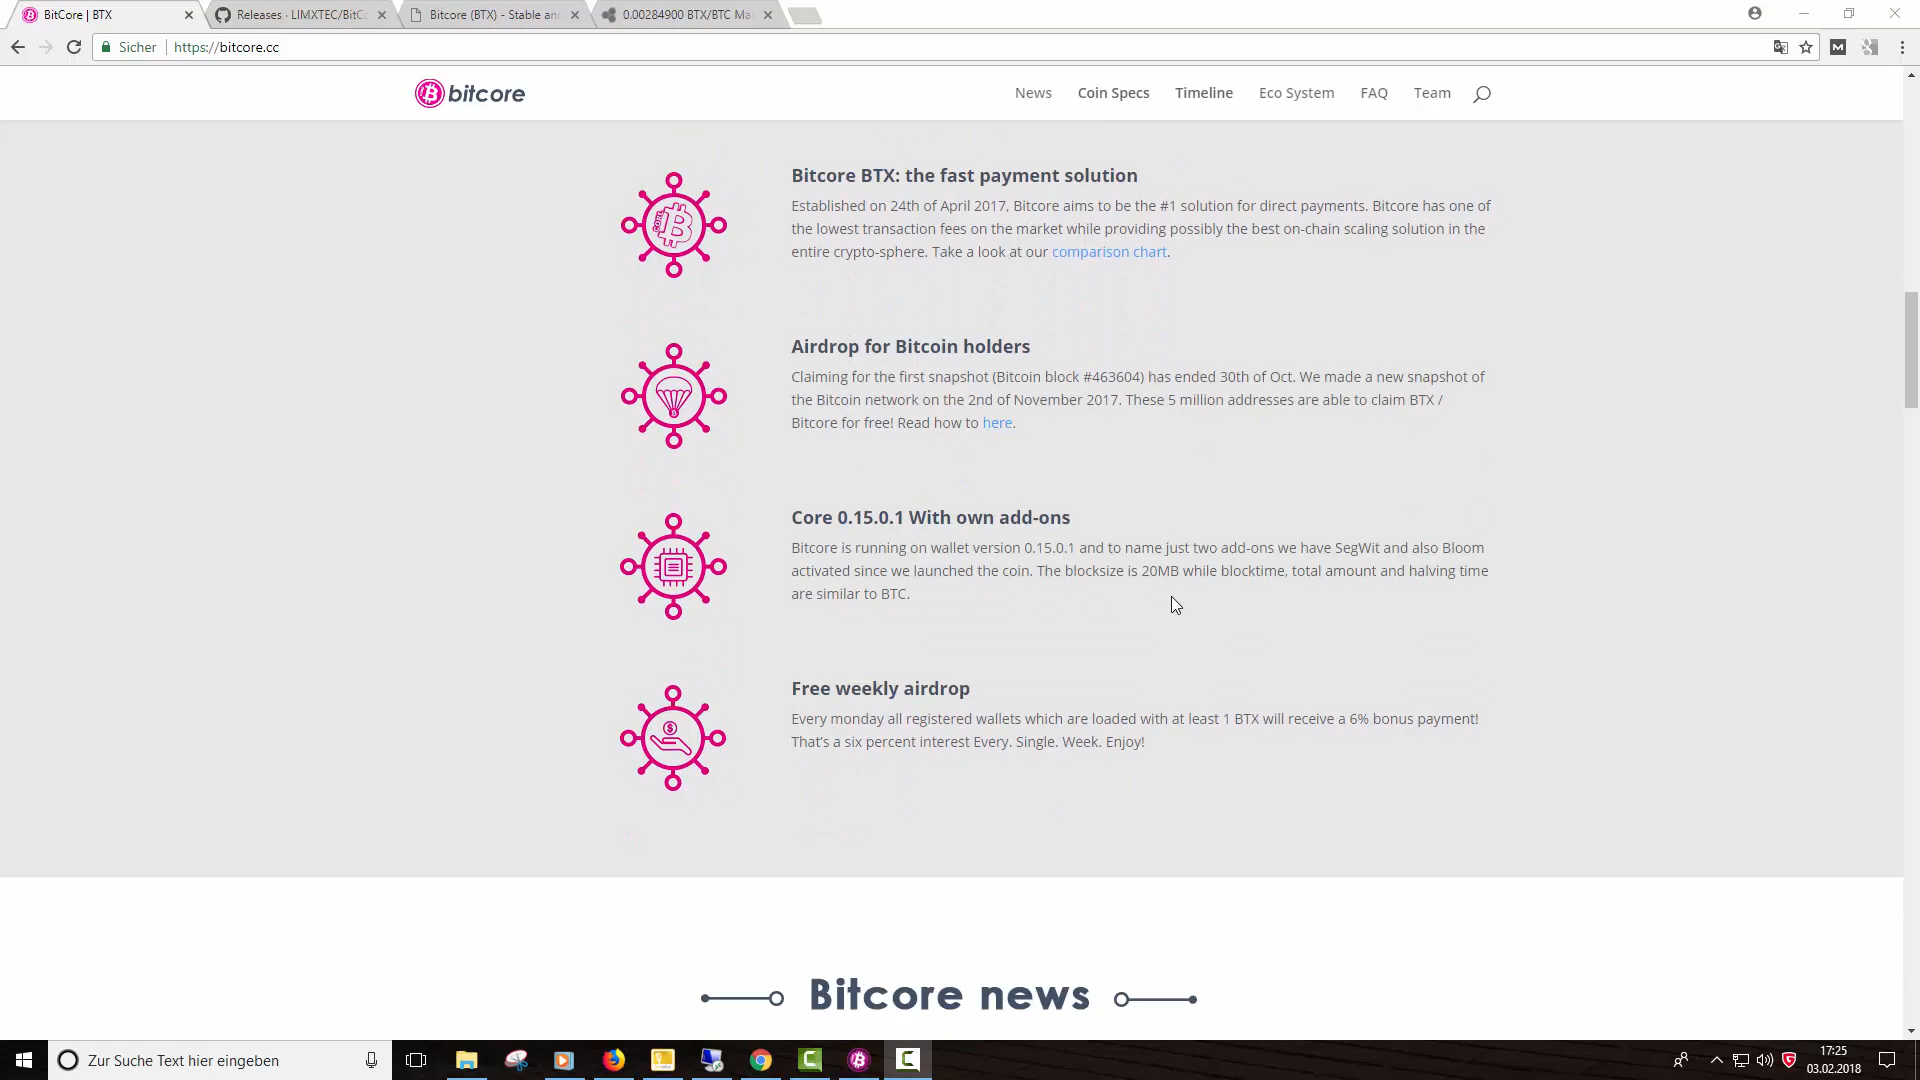 BitCore | BTX
Releases · LIMXTEC/BitC
Bitcore (BTX) - Stable an
0.00284900 BTX/BTC Ma
Sicher
https://bitcore.cc
bitcore
News
Coin Specs
Timeline
Eco System
FAQ
Team
Bitcore BTX: the fast payment solution
Established on 24th of April 2017, Bitcore aims to be the #1 solution for direct payments. Bitcore has one of
the lowest transaction fees on the market while providing possibly the best on-chain scaling solution in the
entire crypto-sphere. Take a look at our comparison chart.
Airdrop for Bitcoin holders
Claiming for the first snapshot (Bitcoin block #463604) has ended 30th of Oct. We made a new snapshot of
the Bitcoin network on the 2nd of November 2017. These 5 million addresses are able to claim BTX /
Bitcore for free! Read how to here.
Core 0.15.0.1 With own add-ons
Bitcore is running on wallet version 0.15.0.1 and to name just two add-ons we have SegWit and also Bloom
activated since we launched the coin. The blocksize is 20MB while blocktime, total amount and halving time
are similar to BTC.
Free weekly airdrop
Every monday all registered wallets which are loaded with at least 1 BTX will receive a 6% bonus payment!
That's a six percent interest Every. Single. Week. Enjoy!
Bitcore news
Zur Suche Text hier eingeben
17:25
03.02.2018